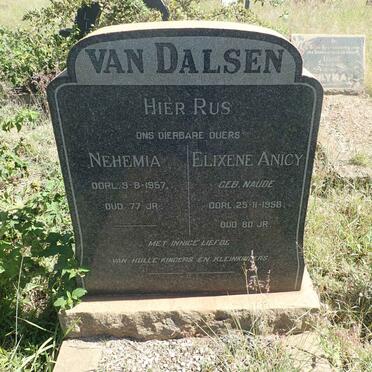 VAN DALSEN
HIER RUS
ONS DIERBARE OUERS
NEHEMIA
OORL. 9-8-1957,
OUD 77 JR.
ELIXENE ANICY
GEB. NAUDE
OORL. 25-11-1958
OUD 80 JR.
MET INNIGE LIEFDE
VAN HULLE KINDERS EN KLEINKINDERS